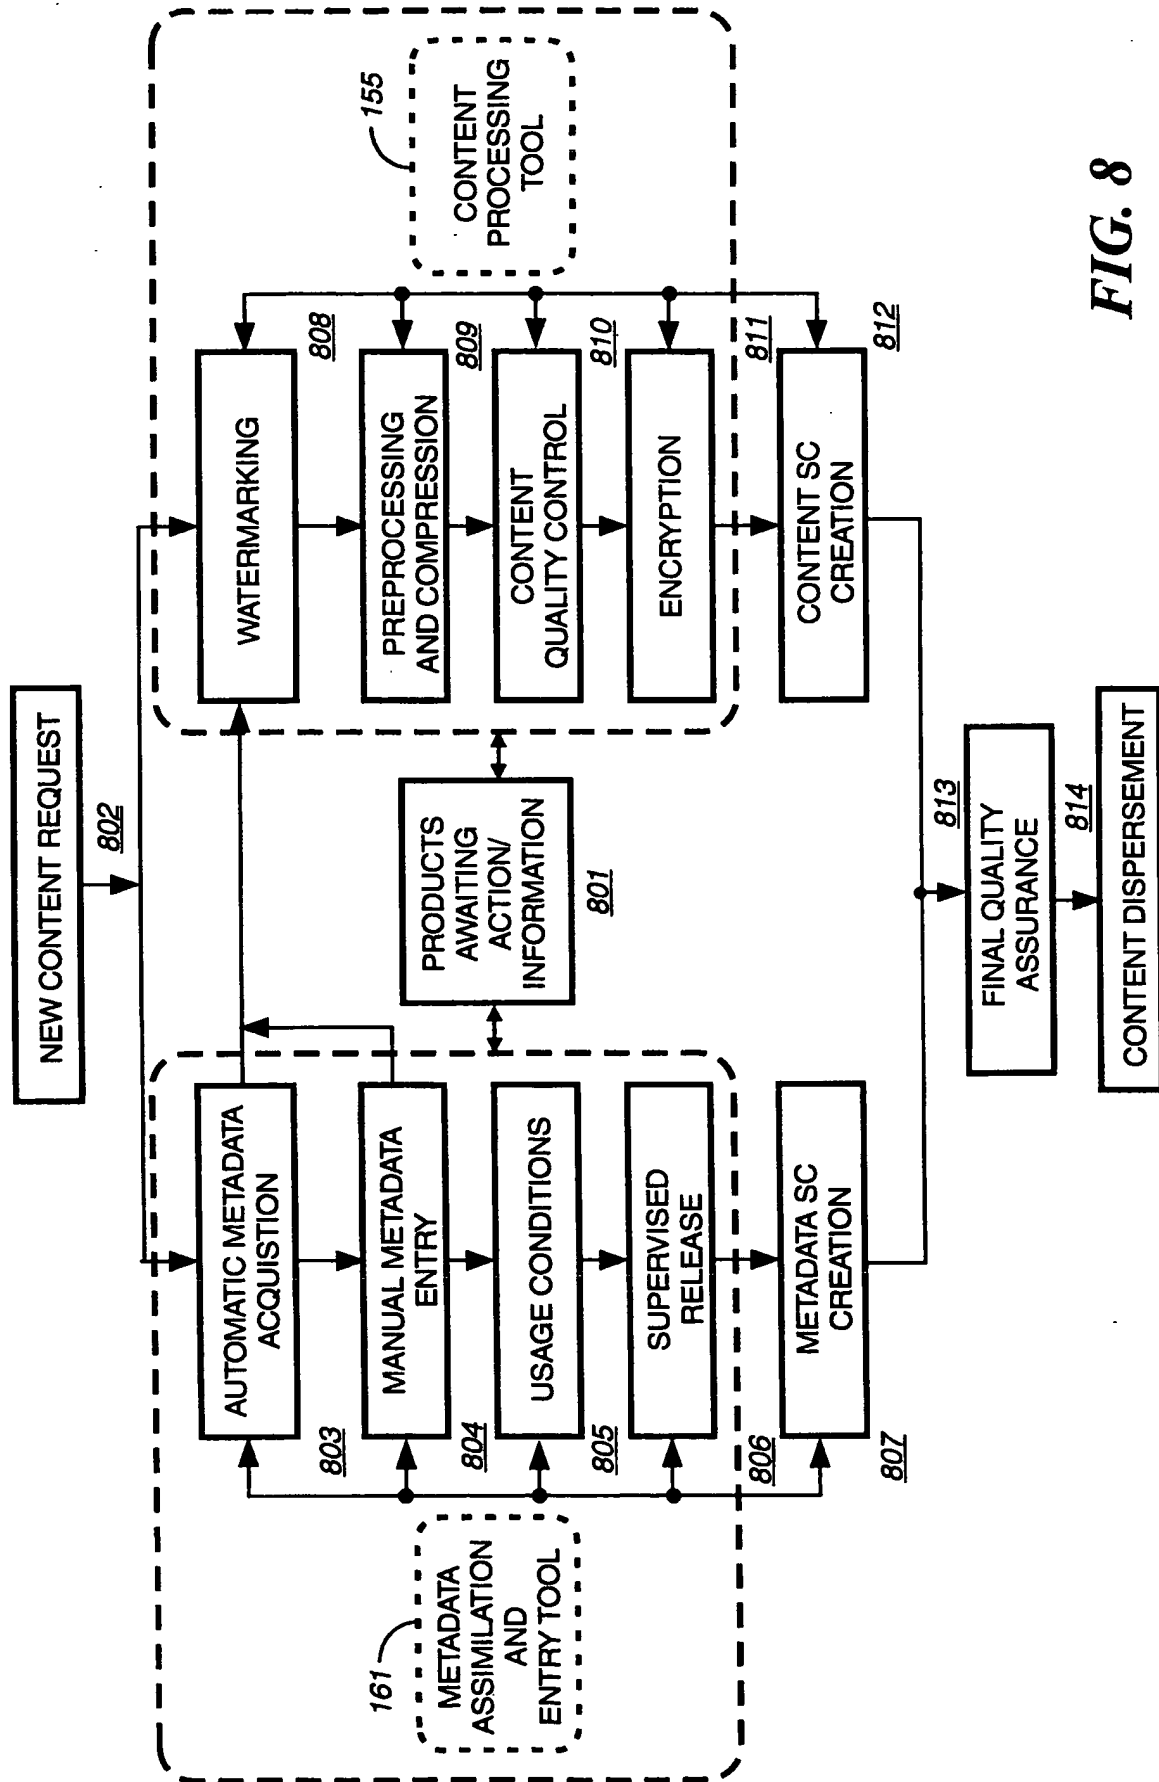 NEW CONTENT REQUEST
802
AUTOMATIC METADATA
ACQUISTION
803
MANUAL METADATA
ENTRY
804
USAGE CONDITIONS
805
SUPERVISED
RELEASE
806
METADATA SC
CREATION
807
161
METADATA
ASSIMILATION
AND
ENTRY TOOL
PRODUCTS
AWAITING
ACTION/
INFORMATION
801
WATERMARKING
808
PREPROCESSING
AND COMPRESSION
809
CONTENT
QUALITY CONTROL
810
ENCRYPTION
811
CONTENT SC
CREATION
812
155
CONTENT
PROCESSING
TOOL
FINAL QUALITY
ASSURANCE
813
CONTENT DISPERSEMENT
814
FIG. 8